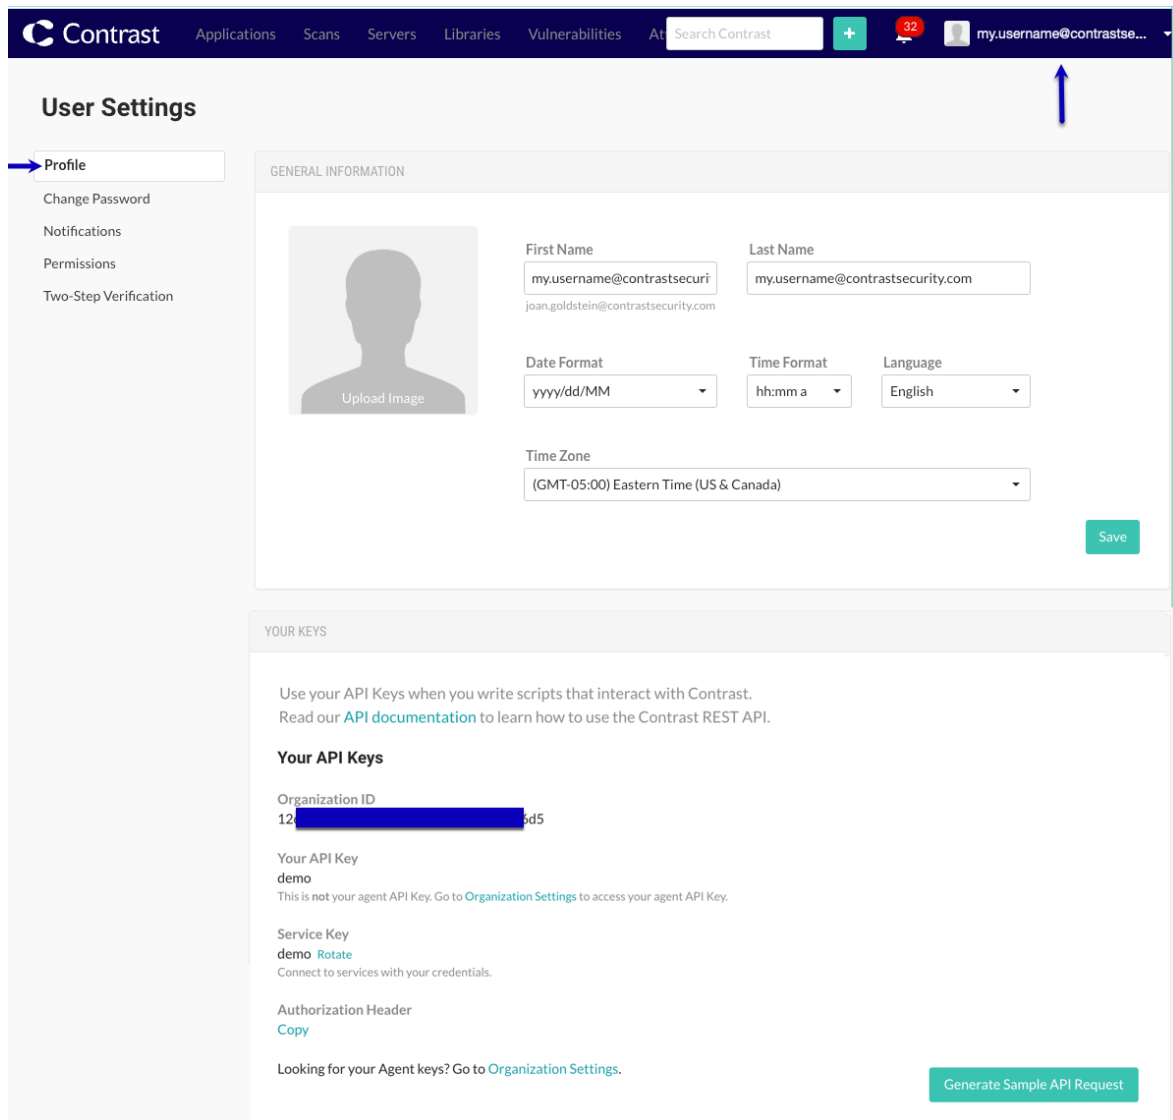 Contrast
Applications Scans Servers Libraries Vulnerabilities At Search Contrast + 32 my.username@contrastse...
User Settings
Profile
Change Password
Notifications
Permissions
Two-Step Verification
GENERAL INFORMATION
Upload Image
First Name Last Name
my.username@contrastsecuri my.username@contrastsecurity.com
joan.goldstein@contrastsecurity.com
Date Format Time Format Language
yyyy/dd/MM hh:mm a English
Time Zone
(GMT-05:00) Eastern Time (US & Canada)
Save
YOUR KEYS
Use your API Keys when you write scripts that interact with Contrast.
Read our API documentation to learn how to use the Contrast REST API.
Your API Keys
Organization ID
12 6d5
Your API Key
demo
This is not your agent API Key. Go to Organization Settings to access your agent API Key.
Service Key
demo Rotate
Connect to services with your credentials.
Authorization Header
Copy
Looking for your Agent keys? Go to Organization Settings.
Generate Sample API Request